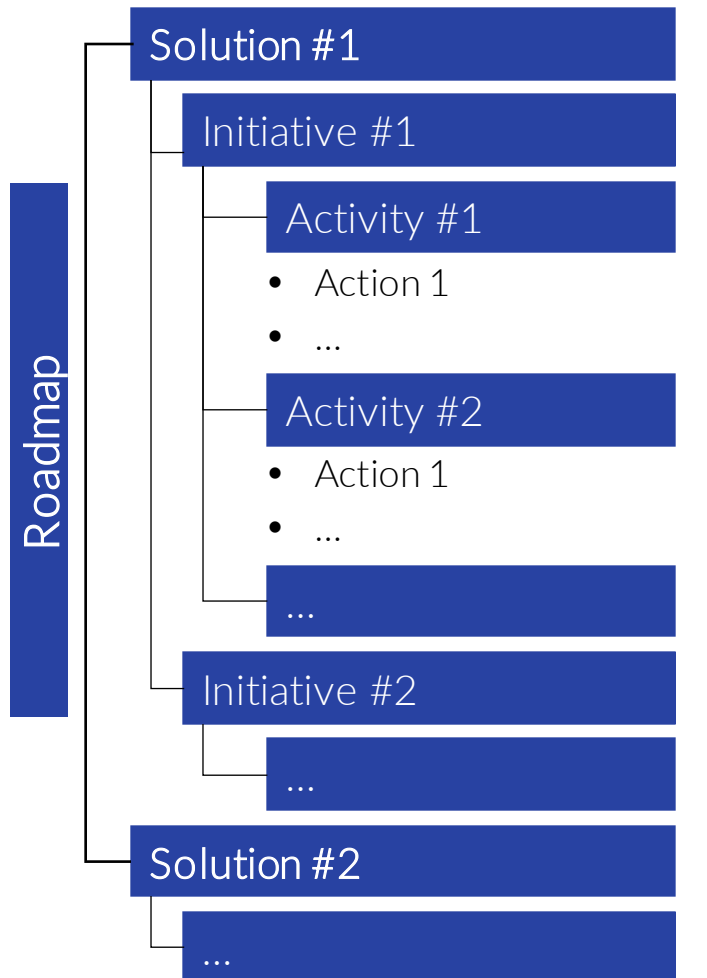 Roadmap
Solution #1
Initiative #1
Activity #1
• Action 1
• ...
Activity #2
• Action 1
• ...
...
Initiative #2
...
Solution #2
...